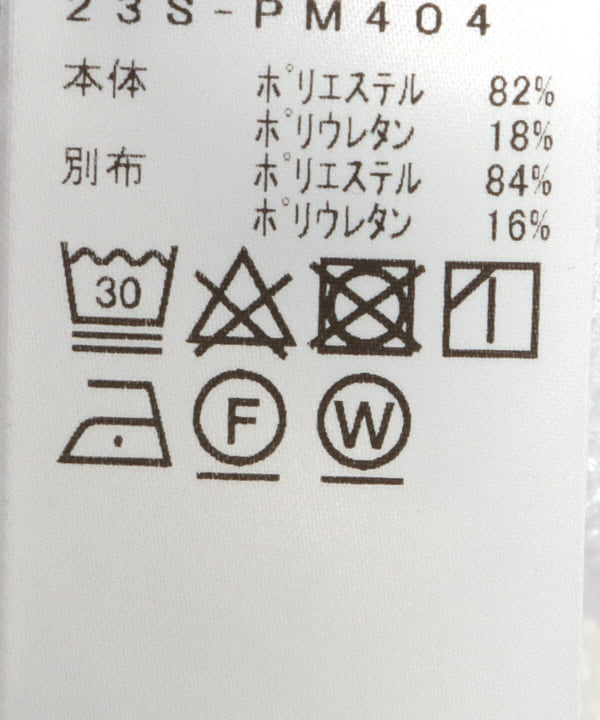 23S-PM404
本体 ポリエステル 82%
ポリウレタン 18%
別布 ポリエステル 84%
ポリウレタン 16%
30
F W